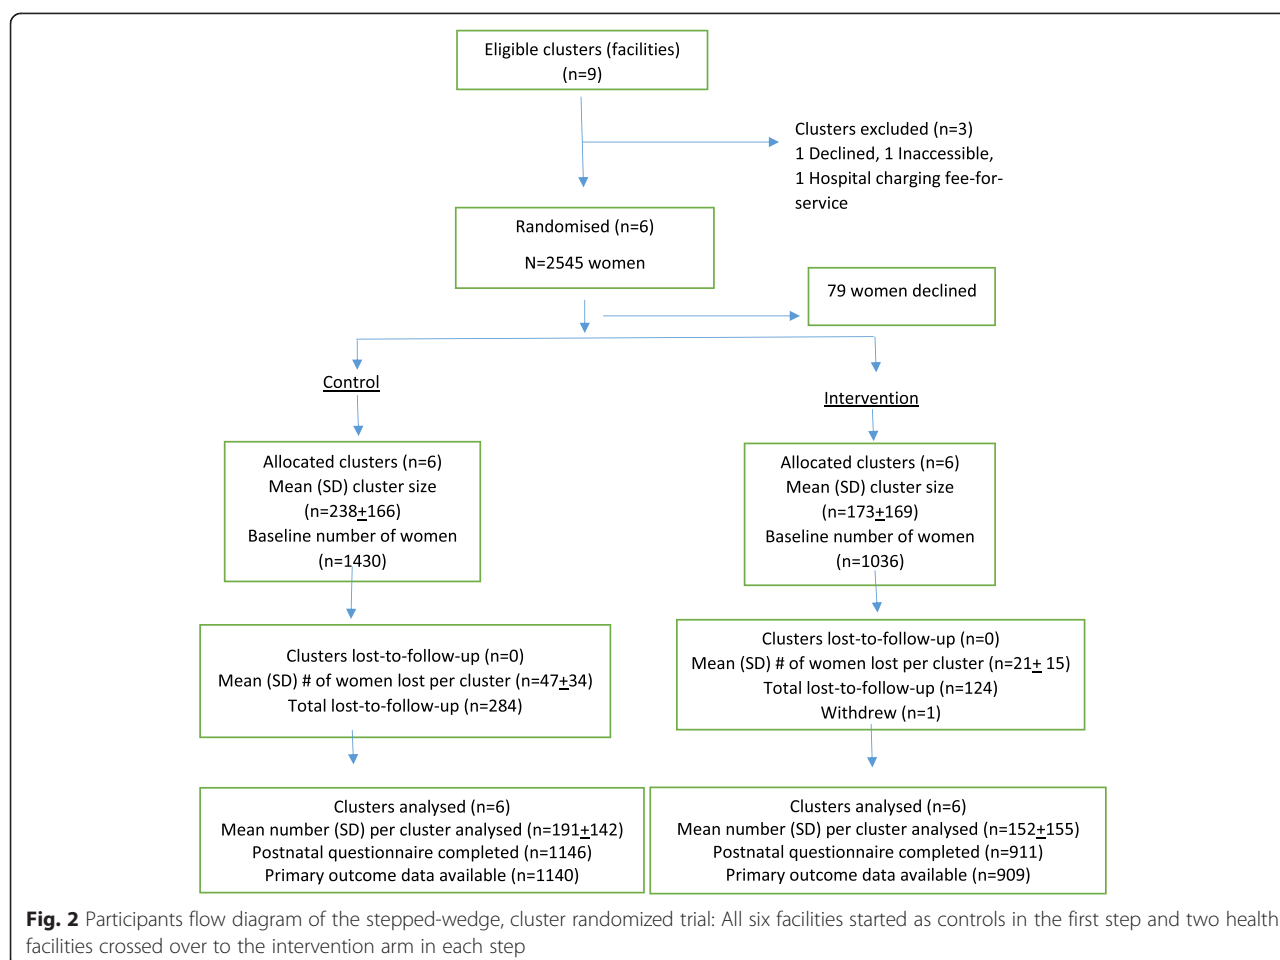 Eligible clusters (facilities)
(n=9)
Clusters excluded (n=3)
1 Declined, 1 Inaccessible,
1 Hospital charging fee-for-
service
Randomised (n=6)
N=2545 women
79 women declined
Control
Intervention
Allocated clusters (n=6)
Mean (SD) cluster size
(n=238±166)
Baseline number of women
(n=1430)
Allocated clusters (n=6)
Mean (SD) cluster size
(n=173±169)
Baseline number of women
(n=1036)
Clusters lost-to-follow-up (n=0)
Mean (SD) # of women lost per cluster (n=47±34)
Total lost-to-follow-up (n=284)
Clusters lost-to-follow-up (n=0)
Mean (SD) # of women lost per cluster (n=21± 15)
Total lost-to-follow-up (n=124)
Withdrew (n=1)
Clusters analysed (n=6)
Mean number (SD) per cluster analysed (n=191±142)
Postnatal questionnaire completed (n=1146)
Primary outcome data available (n=1140)
Clusters analysed (n=6)
Mean number (SD) per cluster analysed (n=152±155)
Postnatal questionnaire completed (n=911)
Primary outcome data available (n=909)
Fig. 2 Participants flow diagram of the stepped-wedge, cluster randomized trial: All six facilities started as controls in the first step and two health
facilities crossed over to the intervention arm in each step